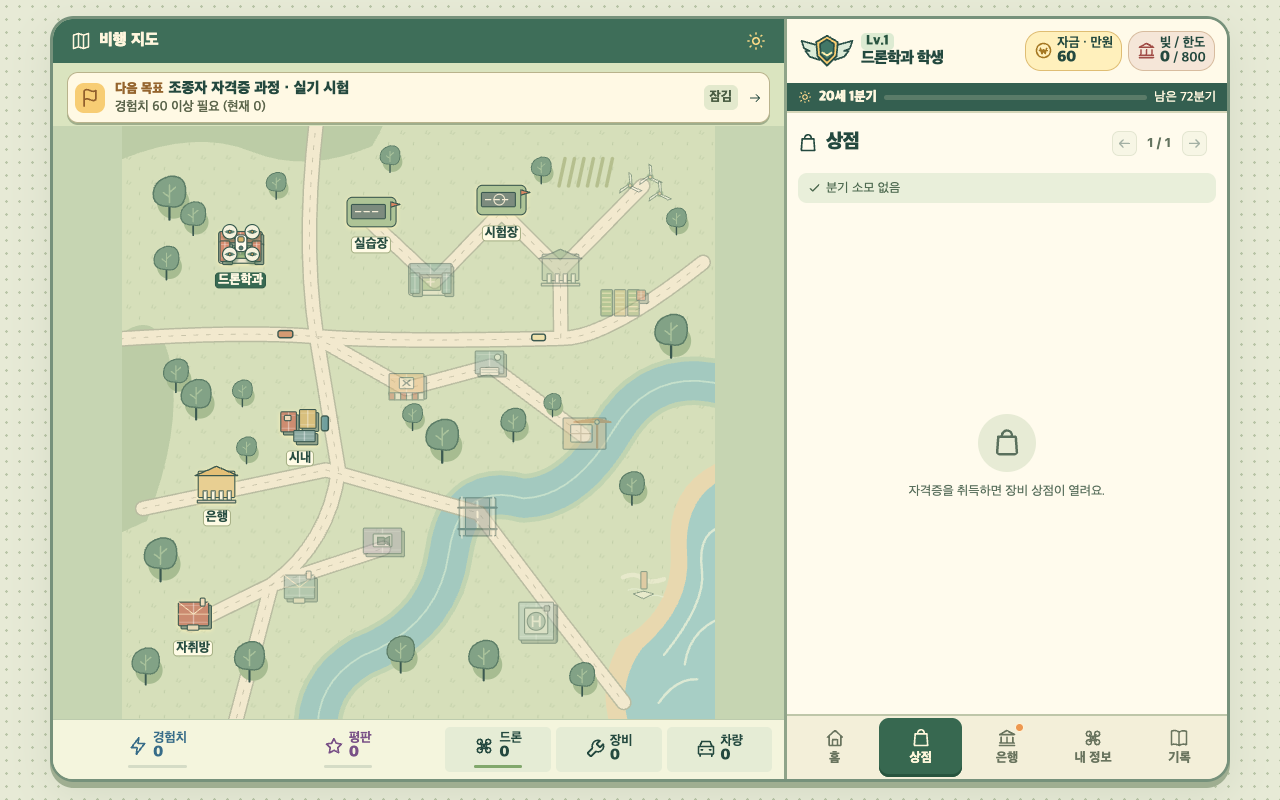 비행 지도
다음 목표 조종자 자격증 과정 · 실기 시험
경험치 60 이상 필요 (현재 0)
잠김
실습장
시험장
드론학과
시내
은행
자취방
경험치
0
평판
0
드론
0
장비
0
차량
0
Lv.1
드론학과 학생
자금 · 만원
60
빚 / 한도
0 / 800
20세 1분기
남은 72분기
상점
1 / 1
분기 소모 없음
자격증을 취득하면 장비 상점이 열려요.
홈
상점
은행
내 정보
기록